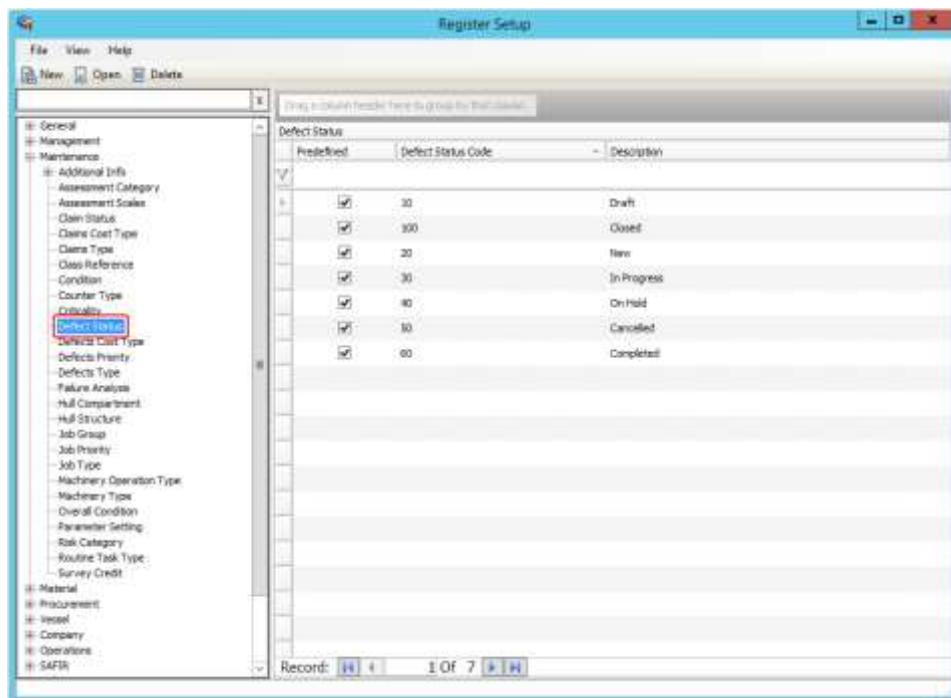 Register Setup
File View Help
New Open Delete
x
Drag a column header here to group by that column.
General
Management
Maintenance
Additional Info
Assessment Category
Assessment Scales
Claim Status
Claims Cost Type
Claims Type
Class Reference
Condition
Counter Type
Criticality
Defect Status
Defects Cost Type
Defects Priority
Defects Type
Failure Analysis
Hull Compartment
Hull Structure
Job Group
Job Priority
Job Type
Machinery Operation Type
Machinery Type
Overall Condition
Parameter Setting
Risk Category
Routine Task Type
Survey Credit
Material
Procurement
Vessel
Company
Operations
SAFIR
Defect Status
Predefined Defect Status Code Description
10 Draft
100 Closed
20 New
30 In Progress
40 On Hold
50 Cancelled
60 Completed
Record: 1 Of 7